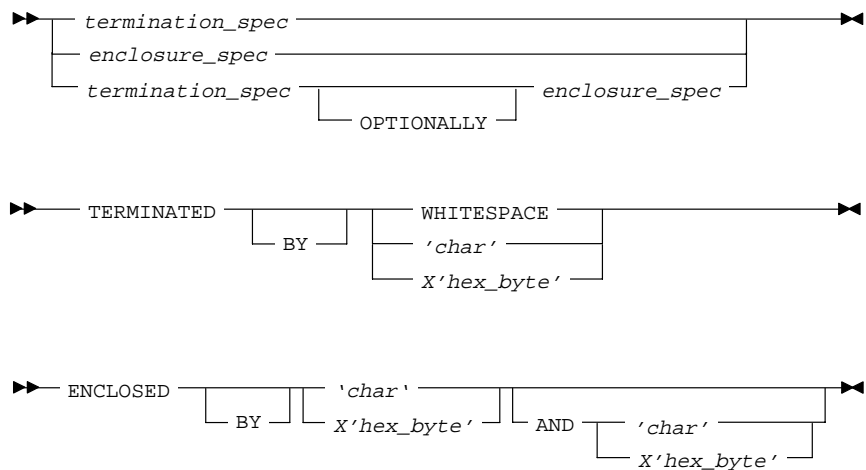 termination_spec
enclosure_spec
termination_spec enclosure_spec
OPTIONALLY
TERMINATED WHITESPACE
BY 'char'
X'hex_byte'
ENCLOSED ‘char‘
BY X'hex_byte' AND 'char'
X'hex_byte'